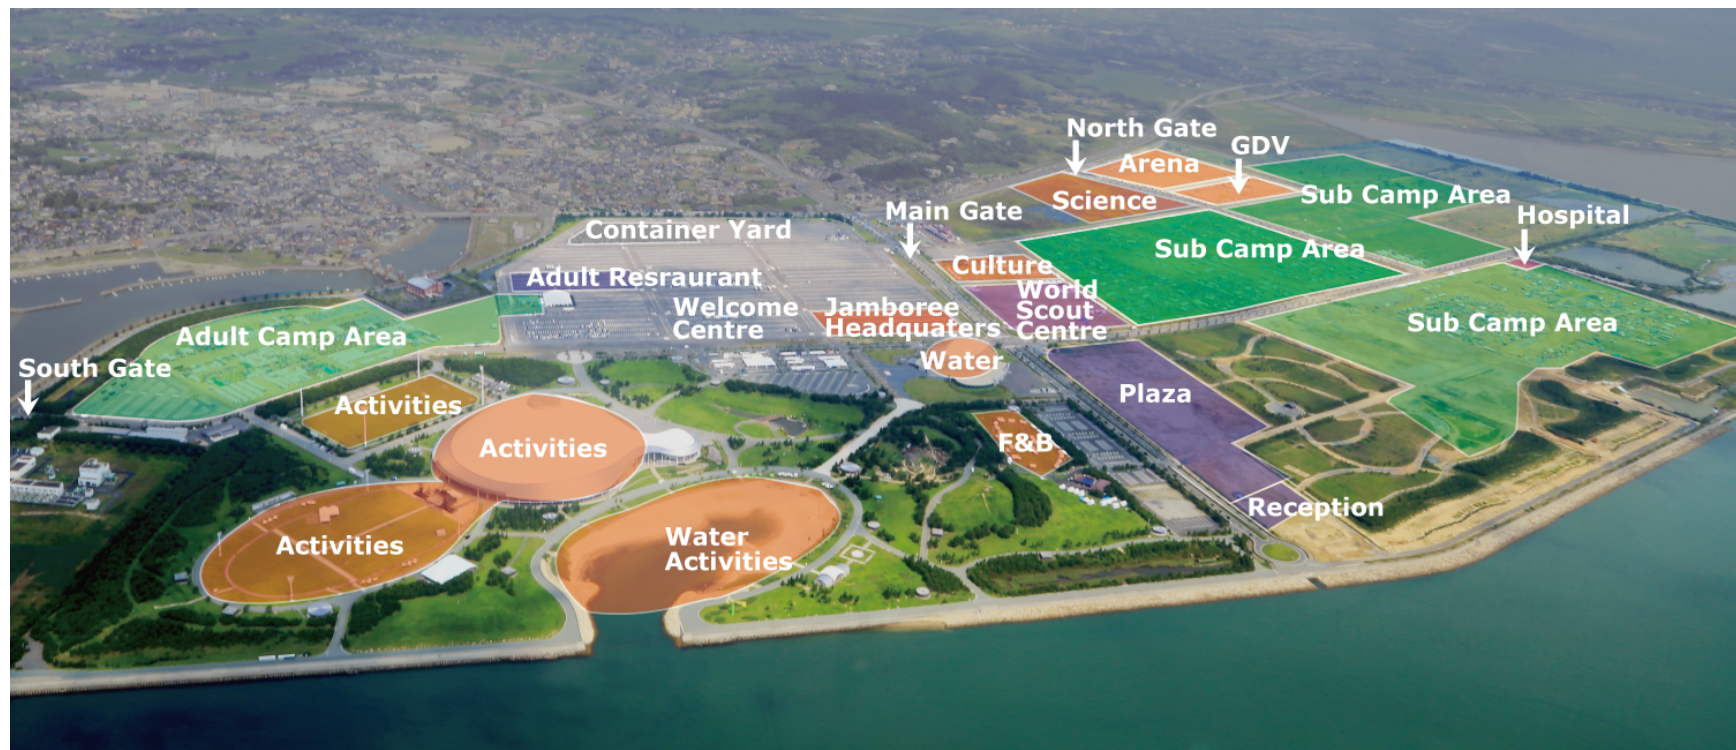 North Gate
GDV
Arena
Science
Sub Camp Area
Main Gate
Hospital
Container Yard
Sub Camp Area
Culture
Adult Resraurant
World
Scout
Centre
Welcome
Centre
Jamboree
Headquaters
Sub Camp Area
Adult Camp Area
Water
South Gate
Plaza
Activities
Activities
F&B
Reception
Water
Activities
Activities